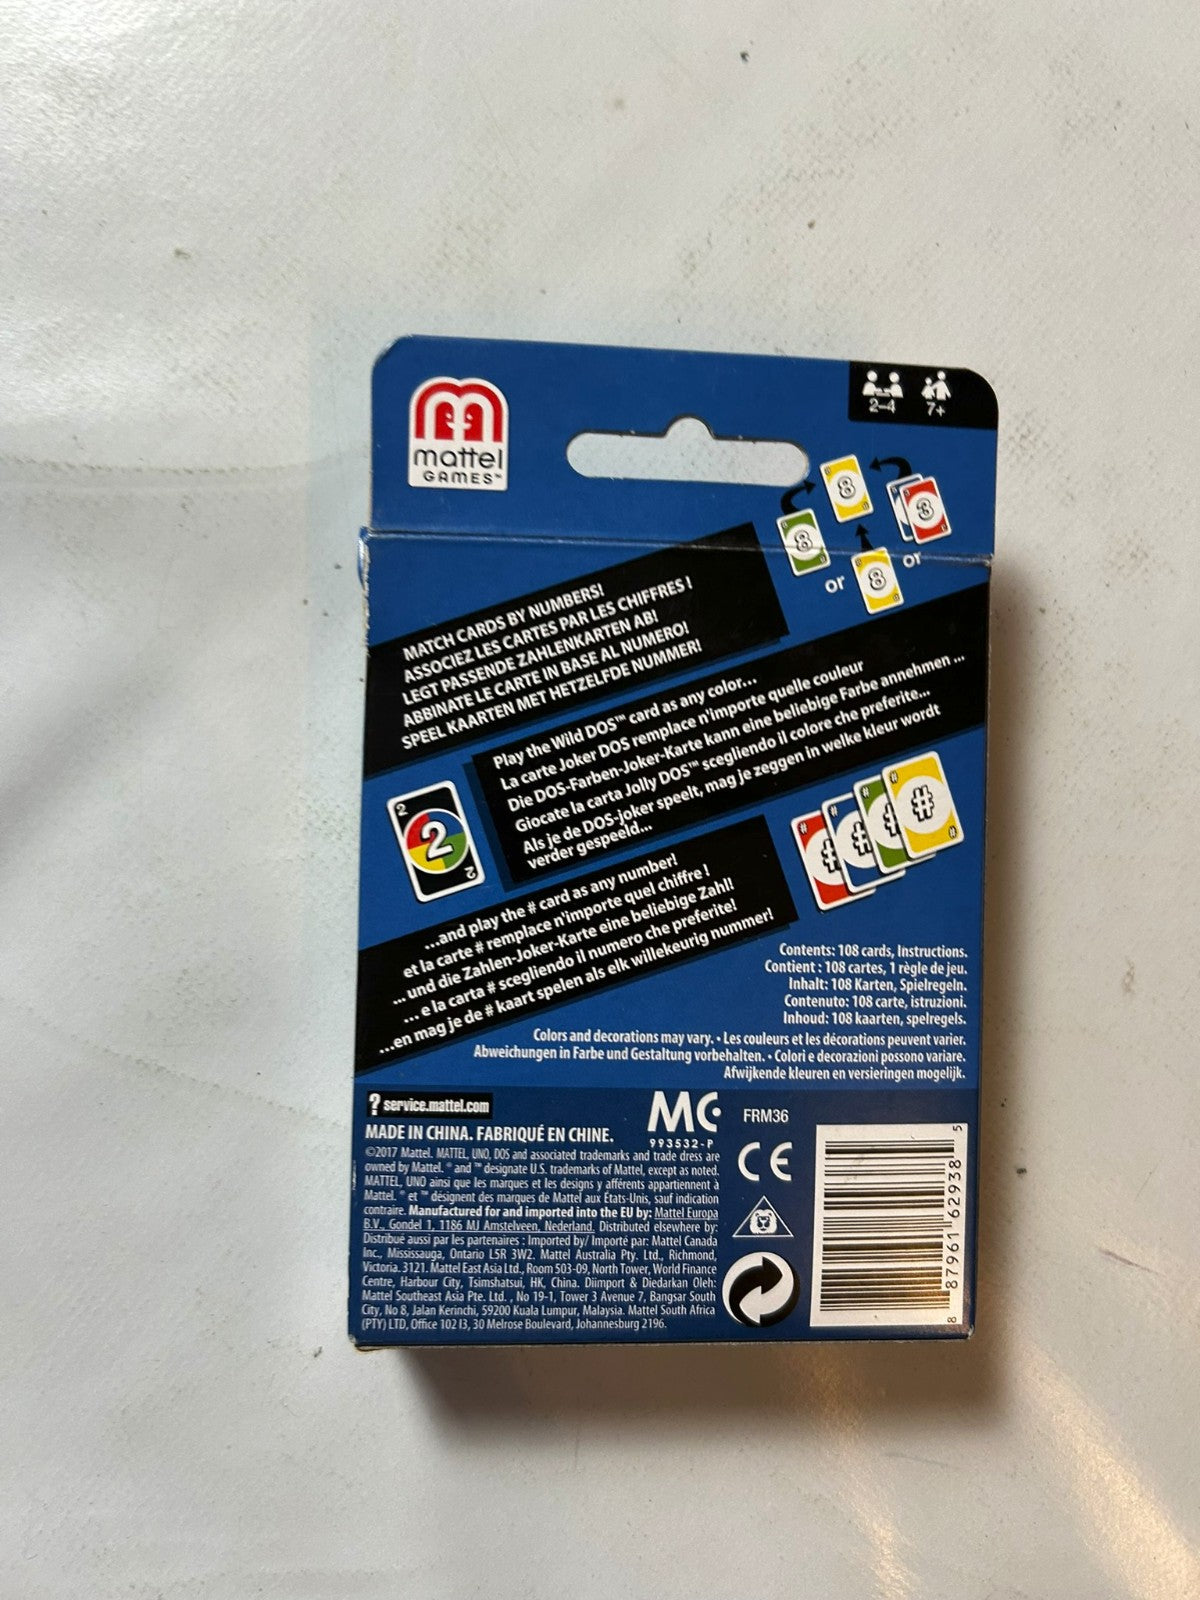 mattel
GAMES™
2-4
7+
8
3
8
8
or
or
MATCH CARDS BY NUMBERS!
ASSOCIEZ LES CARTES PAR LES CHIFFRES !
LEGT PASSENDE ZAHLENKARTEN AB!
ABBINATE LE CARTE IN BASE AL NUMERO!
SPEEL KAARTEN MET HETZELFDE NUMMER!
Play the Wild DOS™ card as any color...
La carte Joker DOS remplace n'importe quelle couleur
Die DOS-Farben-Joker-Karte kann eine beliebige Farbe annehmen ...
Giocate la carta Jolly DOS™ scegliendo il colore che preferite...
Als je de DOS-joker speelt, mag je zeggen in welke kleur wordt
verder gespeeld...
2
2
2
#
#
#
#
...and play the # card as any number!
et la carte # remplace n'importe quel chiffre !
... und die Zahlen-Joker-Karte eine beliebige Zahl!
... e la carta # scegliendo il numero che preferite!
...en mag je de # kaart spelen als elk willekeurig nummer!
Contents: 108 cards, Instructions.
Contient : 108 cartes, 1 règle de jeu.
Inhalt: 108 Karten, Spielregeln.
Contenuto: 108 carte, istruzioni.
Inhoud: 108 kaarten, spelregels.
Colors and decorations may vary. • Les couleurs et les décorations peuvent varier.
Abweichungen in Farbe und Gestaltung vorbehalten. • Colori e decorazioni possono variare.
Afwijkende kleuren en versieringen mogelijk.
? service.mattel.com
MADE IN CHINA. FABRIQUÉ EN CHINE.
MC
993532-P
FRM36
CE
©2017 Mattel. MATTEL, UNO, DOS and associated trademarks and trade dress are
owned by Mattel. ® and ™ designate U.S. trademarks of Mattel, except as noted.
MATTEL, UNO ainsi que les marques et les designs y afférents appartiennent à
Mattel. ® et ™ désignent des marques de Mattel aux États-Unis, sauf indication
contraire. Manufactured for and imported into the EU by: Mattel Europa
B.V., Gondel 1, 1186 MJ Amstelveen, Nederland. Distributed elsewhere by:
Distribué aussi par les partenaires : Imported by/ Importé par: Mattel Canada
Inc., Mississauga, Ontario L5R 3W2. Mattel Australia Pty. Ltd., Richmond,
Victoria. 3121. Mattel East Asia Ltd., Room 503-09, North Tower, World Finance
Centre, Harbour City, Tsimshatsui, HK, China. Diimport & Diedarkan Oleh:
Mattel Southeast Asia Pte. Ltd. , No 19-1, Tower 3 Avenue 7, Bangsar South
City, No 8, Jalan Kerinchi, 59200 Kuala Lumpur, Malaysia. Mattel South Africa
(PTY) LTD, Office 102 I3, 30 Melrose Boulevard, Johannesburg 2196.
8 87961 62938 5